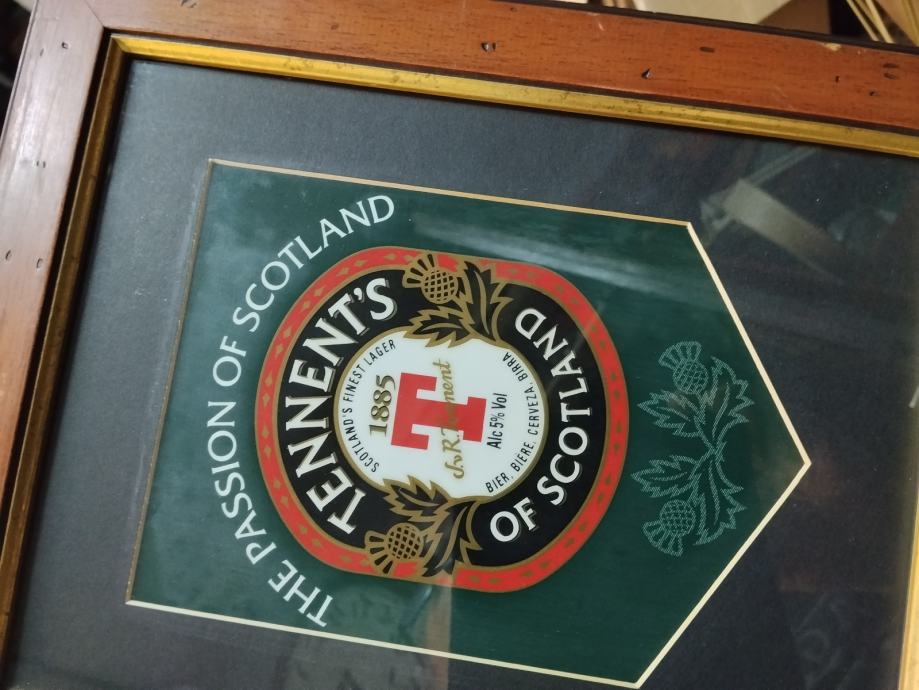 THE PASSION OF SCOTLAND
TENNENT'S
SCOTLAND'S FINEST LAGER
1885
T
J. & R. Tennent
Alc 5% Vol
BIER, BIÈRE, CERVEZA, BIRRA
OF SCOTLAND